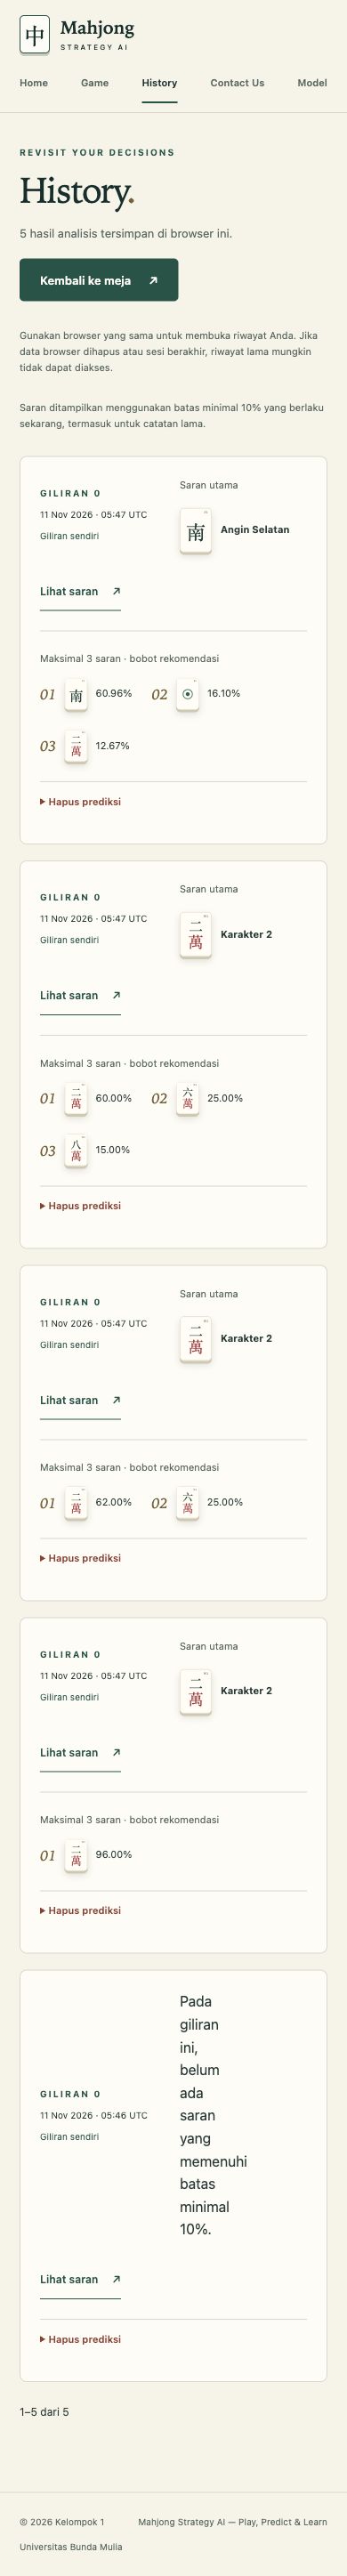 中
Mahjong
STRATEGY AI
Home Game History Contact Us Model
REVISIT YOUR DECISIONS
History.
5 hasil analisis tersimpan di browser ini.
Kembali ke meja ↗
Gunakan browser yang sama untuk membuka riwayat Anda. Jika
data browser dihapus atau sesi berakhir, riwayat lama mungkin
tidak dapat diakses.
Saran ditampilkan menggunakan batas minimal 10% yang berlaku
sekarang, termasuk untuk catatan lama.
GILIRAN 0
11 Nov 2026 · 05:47 UTC
Giliran sendiri
Saran utama
南 Angin Selatan
Lihat saran ↗
Maksimal 3 saran · bobot rekomendasi
01 南 60.96% 02 16.10%
03 二萬 12.67%
Hapus prediksi
GILIRAN 0
11 Nov 2026 · 05:47 UTC
Giliran sendiri
Saran utama
二萬 Karakter 2
Lihat saran ↗
Maksimal 3 saran · bobot rekomendasi
01 二萬 60.00% 02 六萬 25.00%
03 八萬 15.00%
Hapus prediksi
GILIRAN 0
11 Nov 2026 · 05:47 UTC
Giliran sendiri
Saran utama
二萬 Karakter 2
Lihat saran ↗
Maksimal 3 saran · bobot rekomendasi
01 二萬 62.00% 02 六萬 25.00%
Hapus prediksi
GILIRAN 0
11 Nov 2026 · 05:47 UTC
Giliran sendiri
Saran utama
二萬 Karakter 2
Lihat saran ↗
Maksimal 3 saran · bobot rekomendasi
01 二萬 96.00%
Hapus prediksi
GILIRAN 0
11 Nov 2026 · 05:46 UTC
Giliran sendiri
Pada
giliran
ini,
belum
ada
saran
yang
memenuhi
batas
minimal
10%.
Lihat saran ↗
Hapus prediksi
1–5 dari 5
© 2026 Kelompok 1
Universitas Bunda Mulia
Mahjong Strategy AI — Play, Predict & Learn